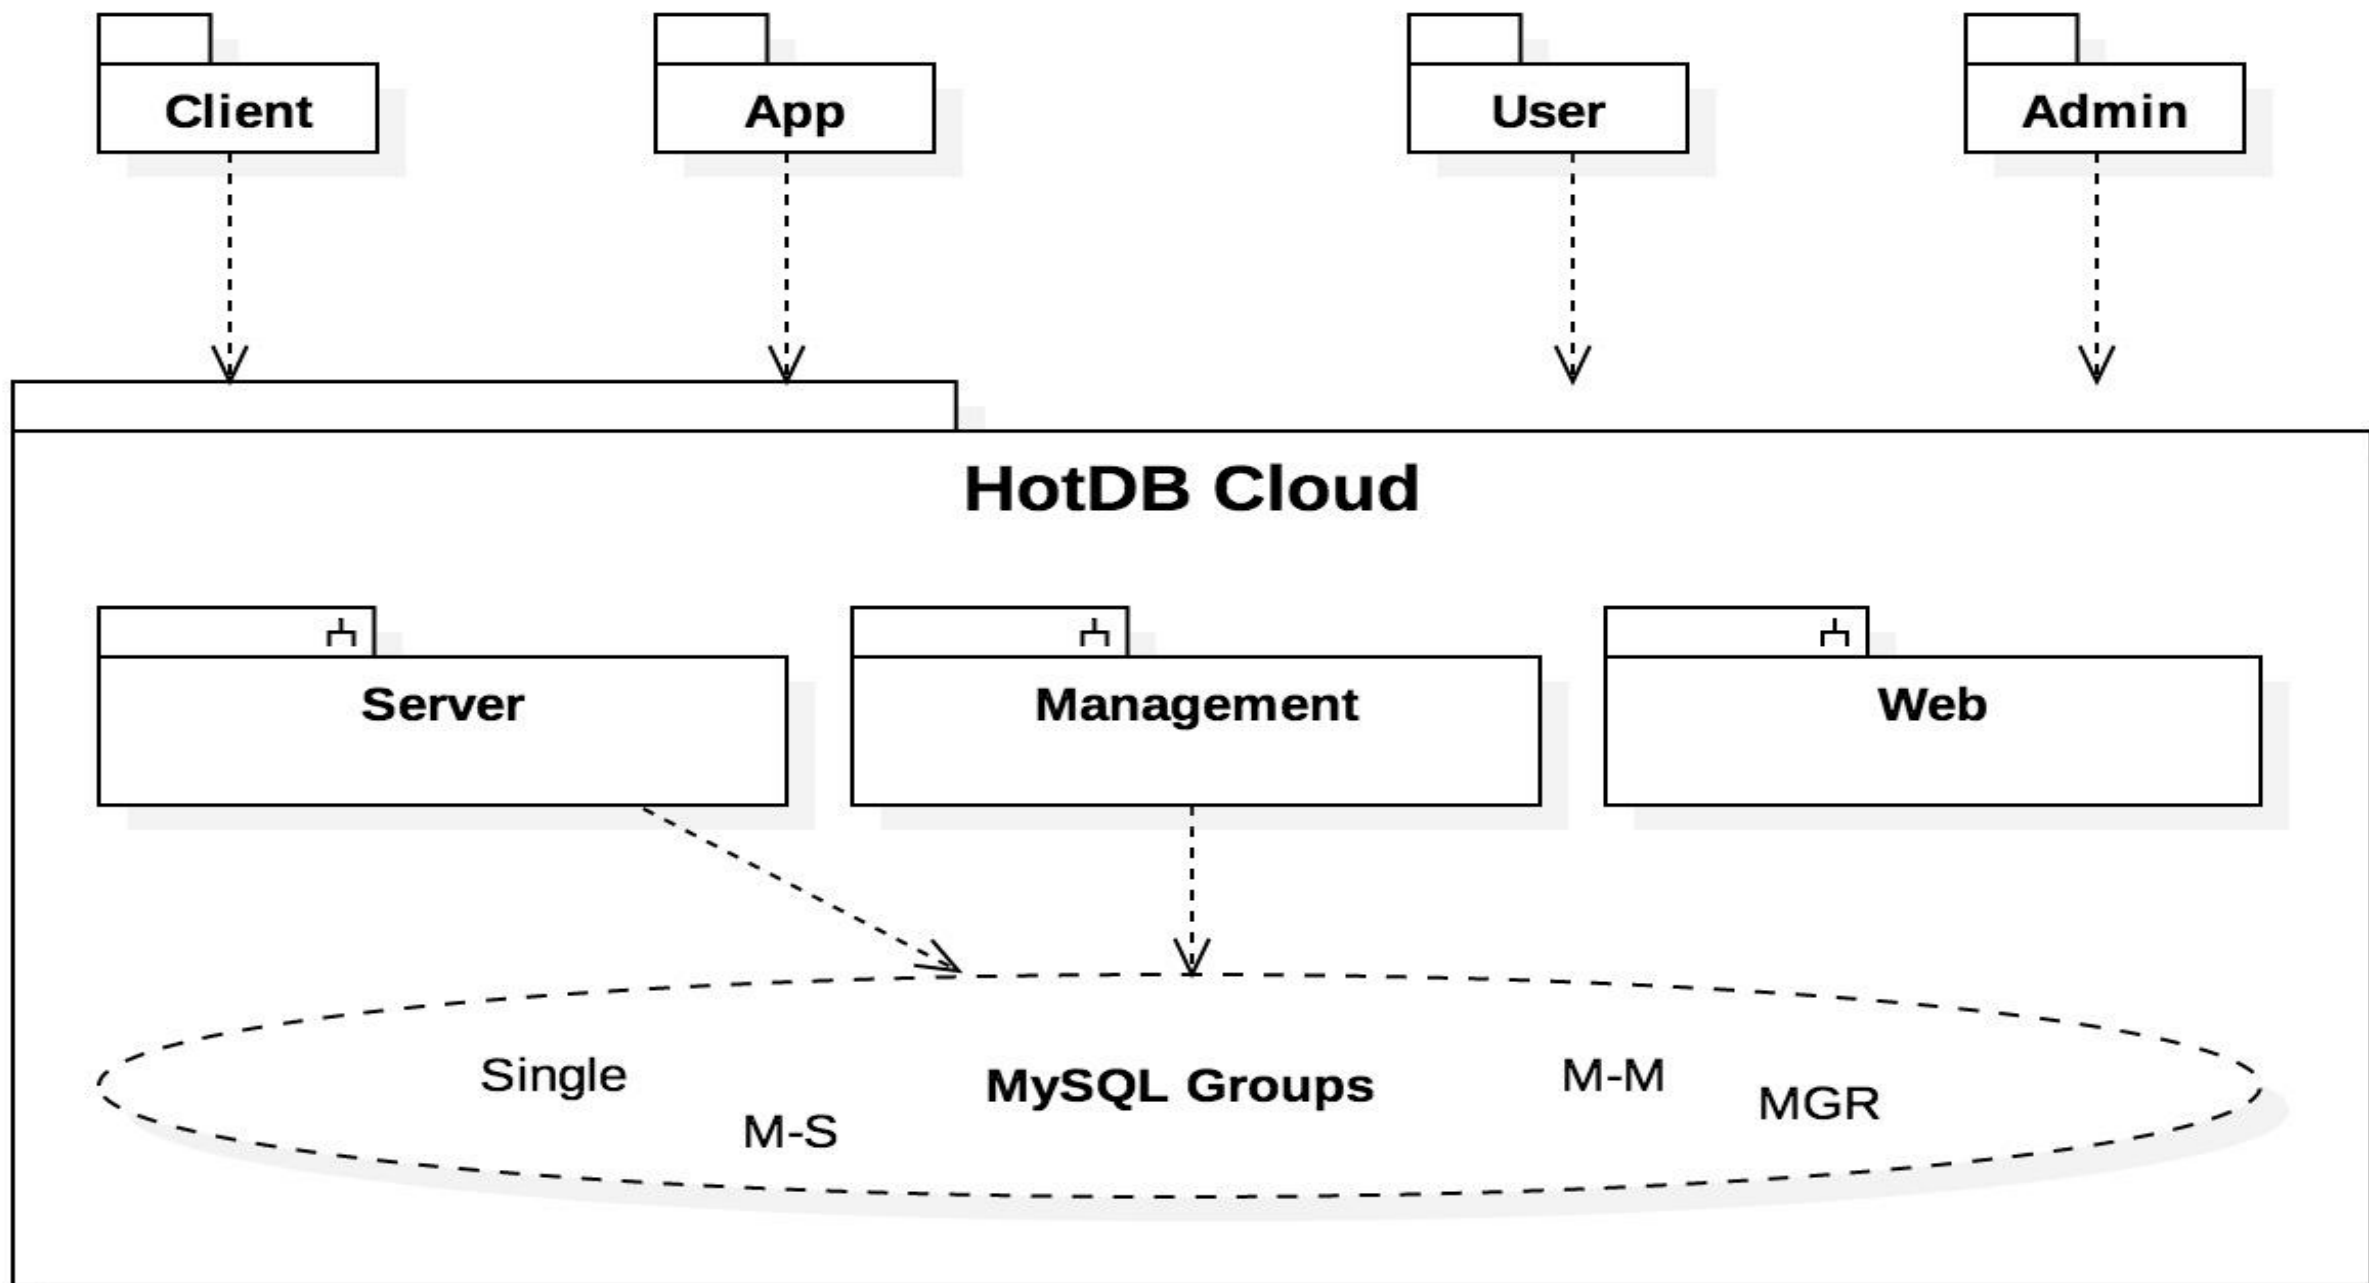 Client
App
User
Admin
HotDB Cloud
Server
Management
Web
Single
MySQL Groups
M-M
MGR
M-S